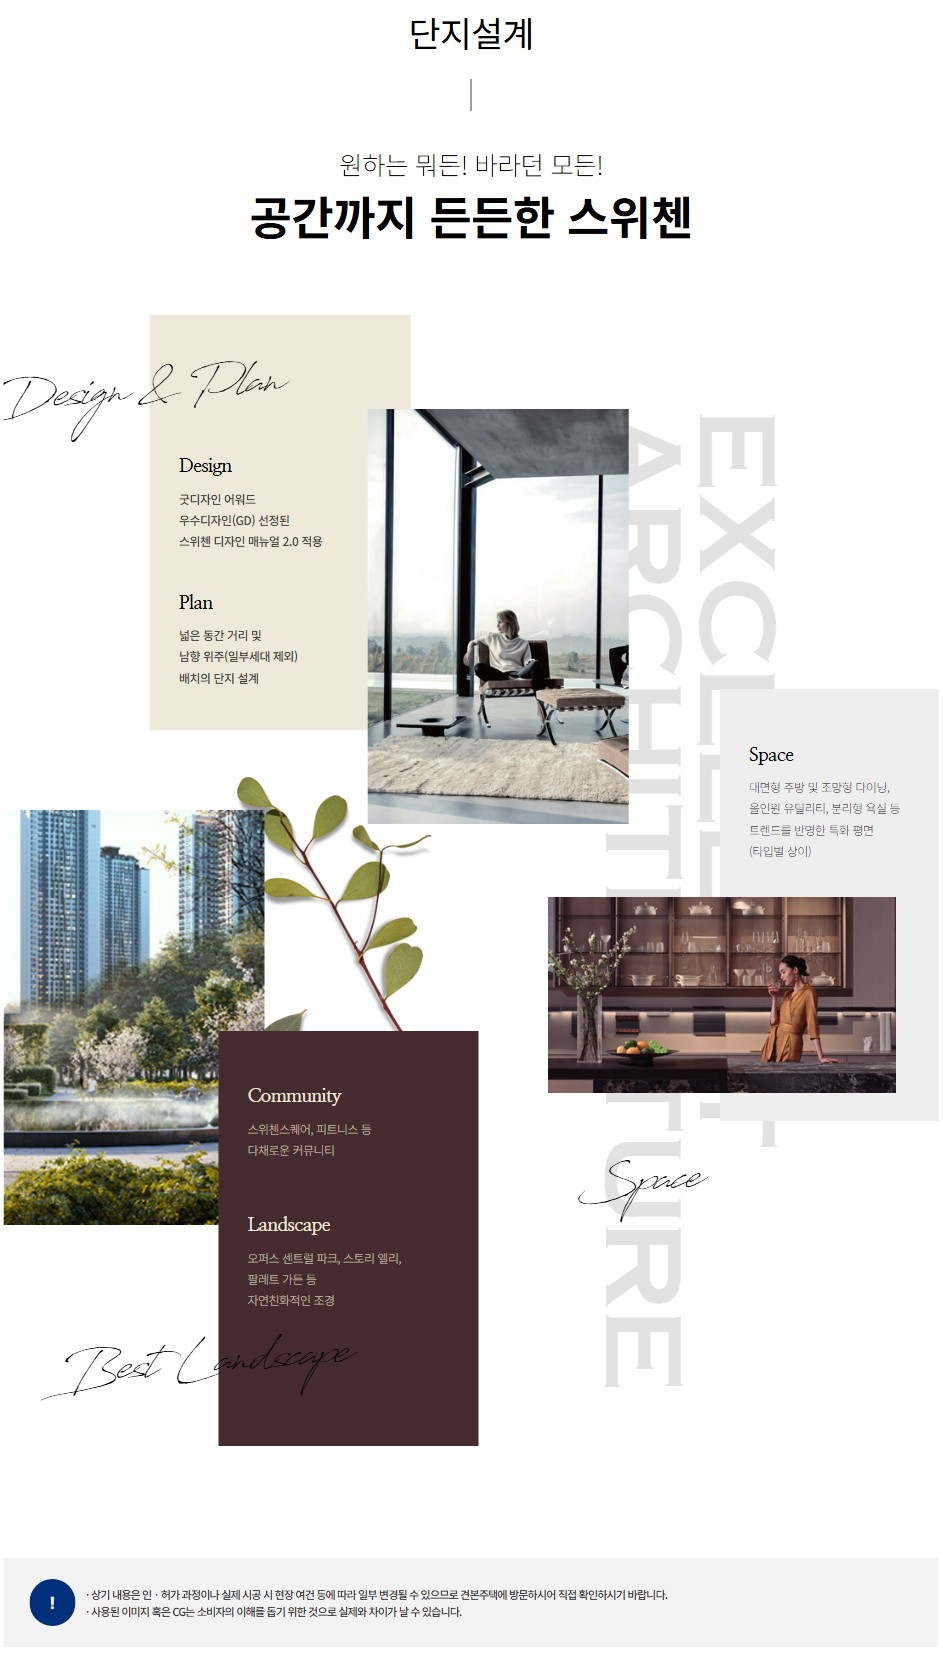 단지설계
원하는 뭐든! 바라던 모든!
공간까지 든든한 스위첸
Design & Plan
Design
굿디자인 어워드
우수디자인(GD) 선정된
스위첸 디자인 매뉴얼 2.0 적용
Plan
넓은 동간 거리 및
남향 위주(일부세대 제외)
배치의 단지 설계
Space
대면형 주방 및 조망형 다이닝,
올인원 유틸리티, 분리형 욕실 등
트렌드를 반영한 특화 평면
(타입별 상이)
Space
Community
스위첸스퀘어, 피트니스 등
다채로운 커뮤니티
Landscape
오퍼스 센트럴 파크, 스토리 앨리,
팔레트 가든 등
자연친화적인 조경
Best Landscape
ARCHITECTURE
· 상기 내용은 인 · 허가 과정이나 실제 시공 시 현장 여건 등에 따라 일부 변경될 수 있으므로 견본주택에 방문하시어 직접 확인하시기 바랍니다.
· 사용된 이미지 혹은 CG는 소비자의 이해를 돕기 위한 것으로 실제와 차이가 날 수 있습니다.